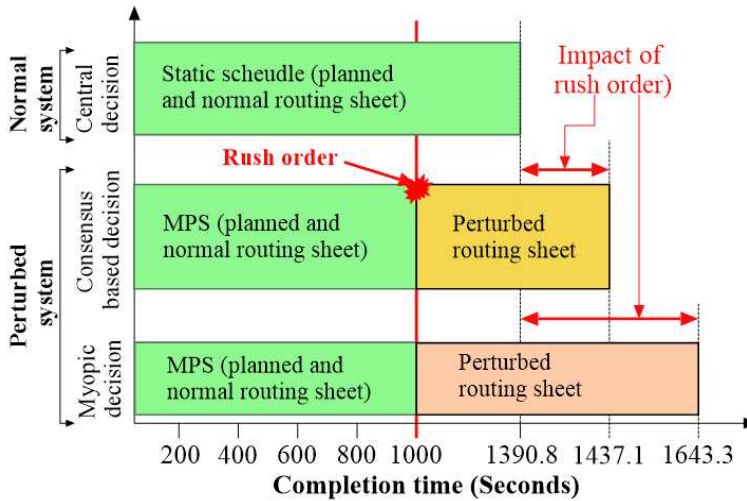 Normal
system
Central
decision
Static scheudle (planned
and normal routing sheet)
Impact of
rush order)
Rush order
Perturbed
system
Consensus
based decision
MPS (planned and
normal routing sheet)
Perturbed
routing sheet
Myopic
decision
MPS (planned and
normal routing sheet)
Perturbed
routing sheet
200 400 600 800 1000 1390.8 1437.1 1643.3
Completion time (Seconds)